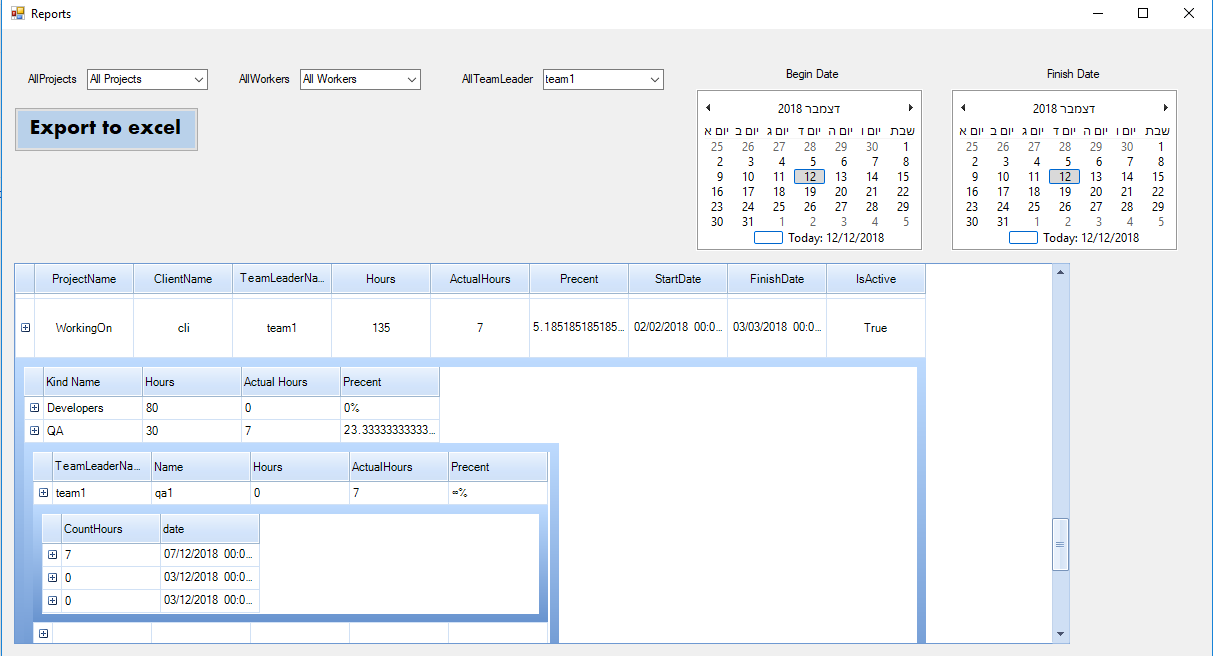 Reports
AllProjects All Projects AllWorkers All Workers AllTeamLeader team1
Begin Date Finish Date
Export to excel
דצמבר 2018
יום א יום ב יום ג יום ד יום ה יום ו שבת
25 26 27 28 29 30 1
2 3 4 5 6 7 8
9 10 11 12 13 14 15
16 17 18 19 20 21 22
23 24 25 26 27 28 29
30 31 1 2 3 4 5
Today: 12/12/2018
דצמבר 2018
יום א יום ב יום ג יום ד יום ה יום ו שבת
25 26 27 28 29 30 1
2 3 4 5 6 7 8
9 10 11 12 13 14 15
16 17 18 19 20 21 22
23 24 25 26 27 28 29
30 31 1 2 3 4 5
Today: 12/12/2018
ProjectName ClientName TeamLeaderNa... Hours ActualHours Precent StartDate FinishDate IsActive
WorkingOn cli team1 135 7 5.185185185185... 02/02/2018 00:0... 03/03/2018 00:0... True
Kind Name Hours Actual Hours Precent
Developers 80 0 0%
QA 30 7 23.33333333333...
TeamLeaderNa... Name Hours ActualHours Precent
team1 qa1 0 7 ∞%
CountHours date
7 07/12/2018 00:0...
0 03/12/2018 00:0...
0 03/12/2018 00:0...